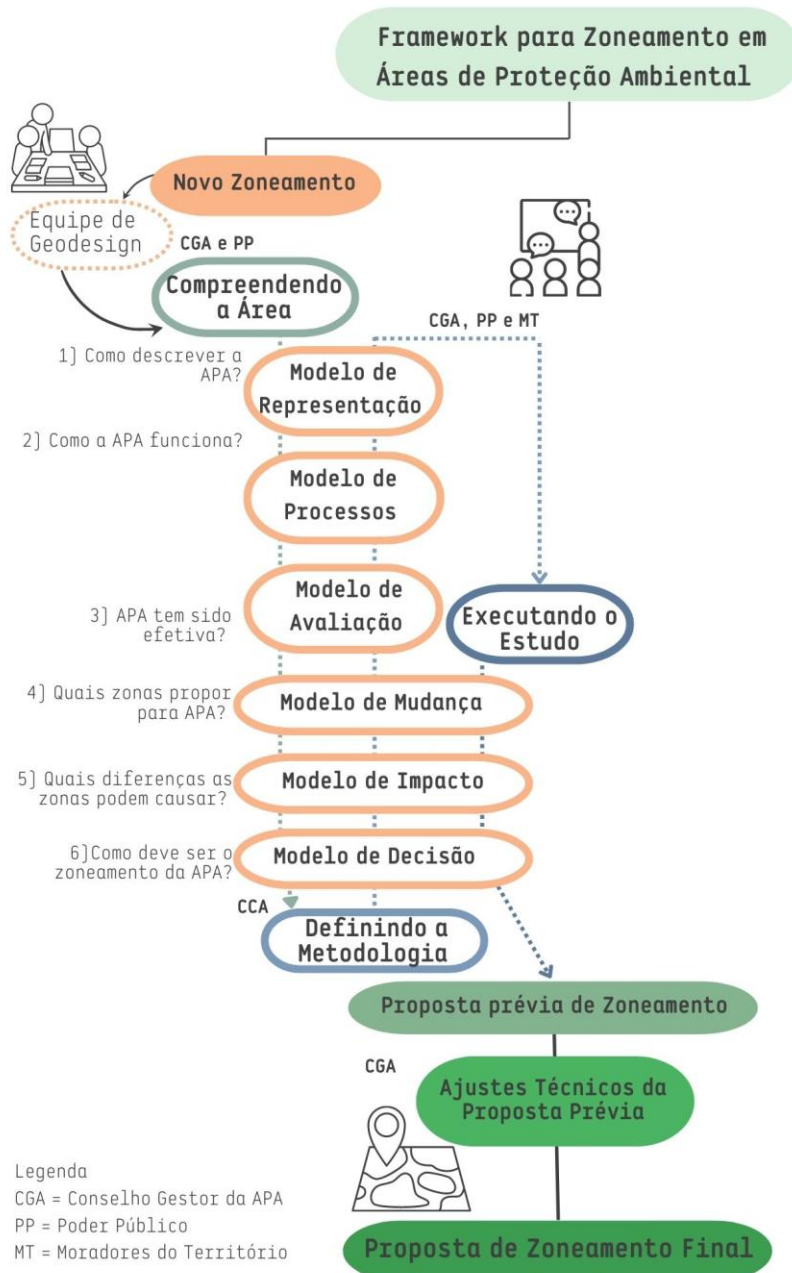 Framework para Zoneamento em
Áreas de Proteção Ambiental
Novo Zoneamento
Equipe de
Geodesign
CGA e PP
Compreendendo
a Área
CGA, PP e MT
1) Como descrever a
APA?
Modelo de
Representação
2) Como a APA funciona?
Modelo de
Processos
3) APA tem sido
efetiva?
Modelo de
Avaliação
Executando o
Estudo
4) Quais zonas propor
para APA?
Modelo de Mudança
5) Quais diferenças as
zonas podem causar?
Modelo de Impacto
6)Como deve ser o
zoneamento da APA?
Modelo de Decisão
CCA
Definindo a
Metodologia
Proposta prévia de Zoneamento
CGA
Ajustes Técnicos da
Proposta Prévia
Legenda
CGA = Conselho Gestor da APA
PP = Poder Público
MT = Moradores do Território
Proposta de Zoneamento Final